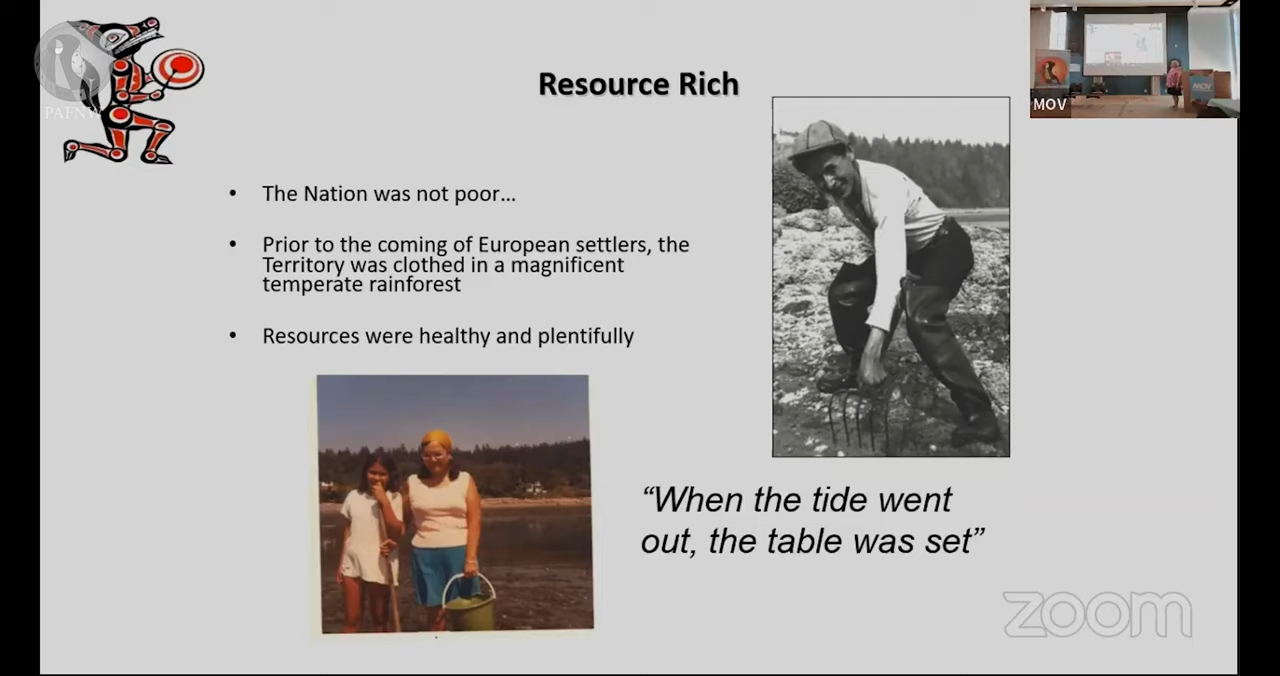 Resource Rich
MOV
PAFNW
• The Nation was not poor...
• Prior to the coming of European settlers, the
Territory was clothed in a magnificent
temperate rainforest
• Resources were healthy and plentifully
“When the tide went
out, the table was set”
zoom
MOV